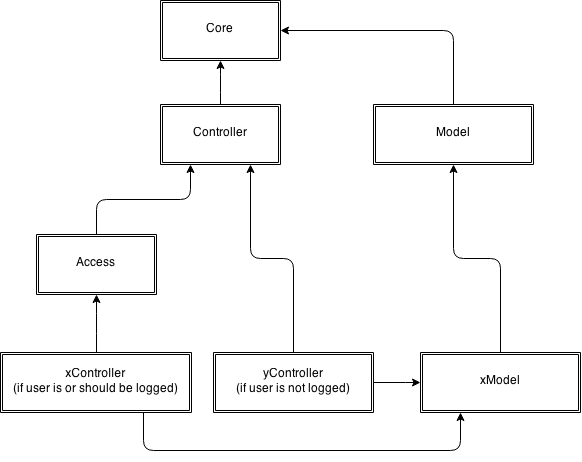 Core
Controller
Model
Access
xController
(if user is or should be logged)
yController
(if user is not logged)
xModel